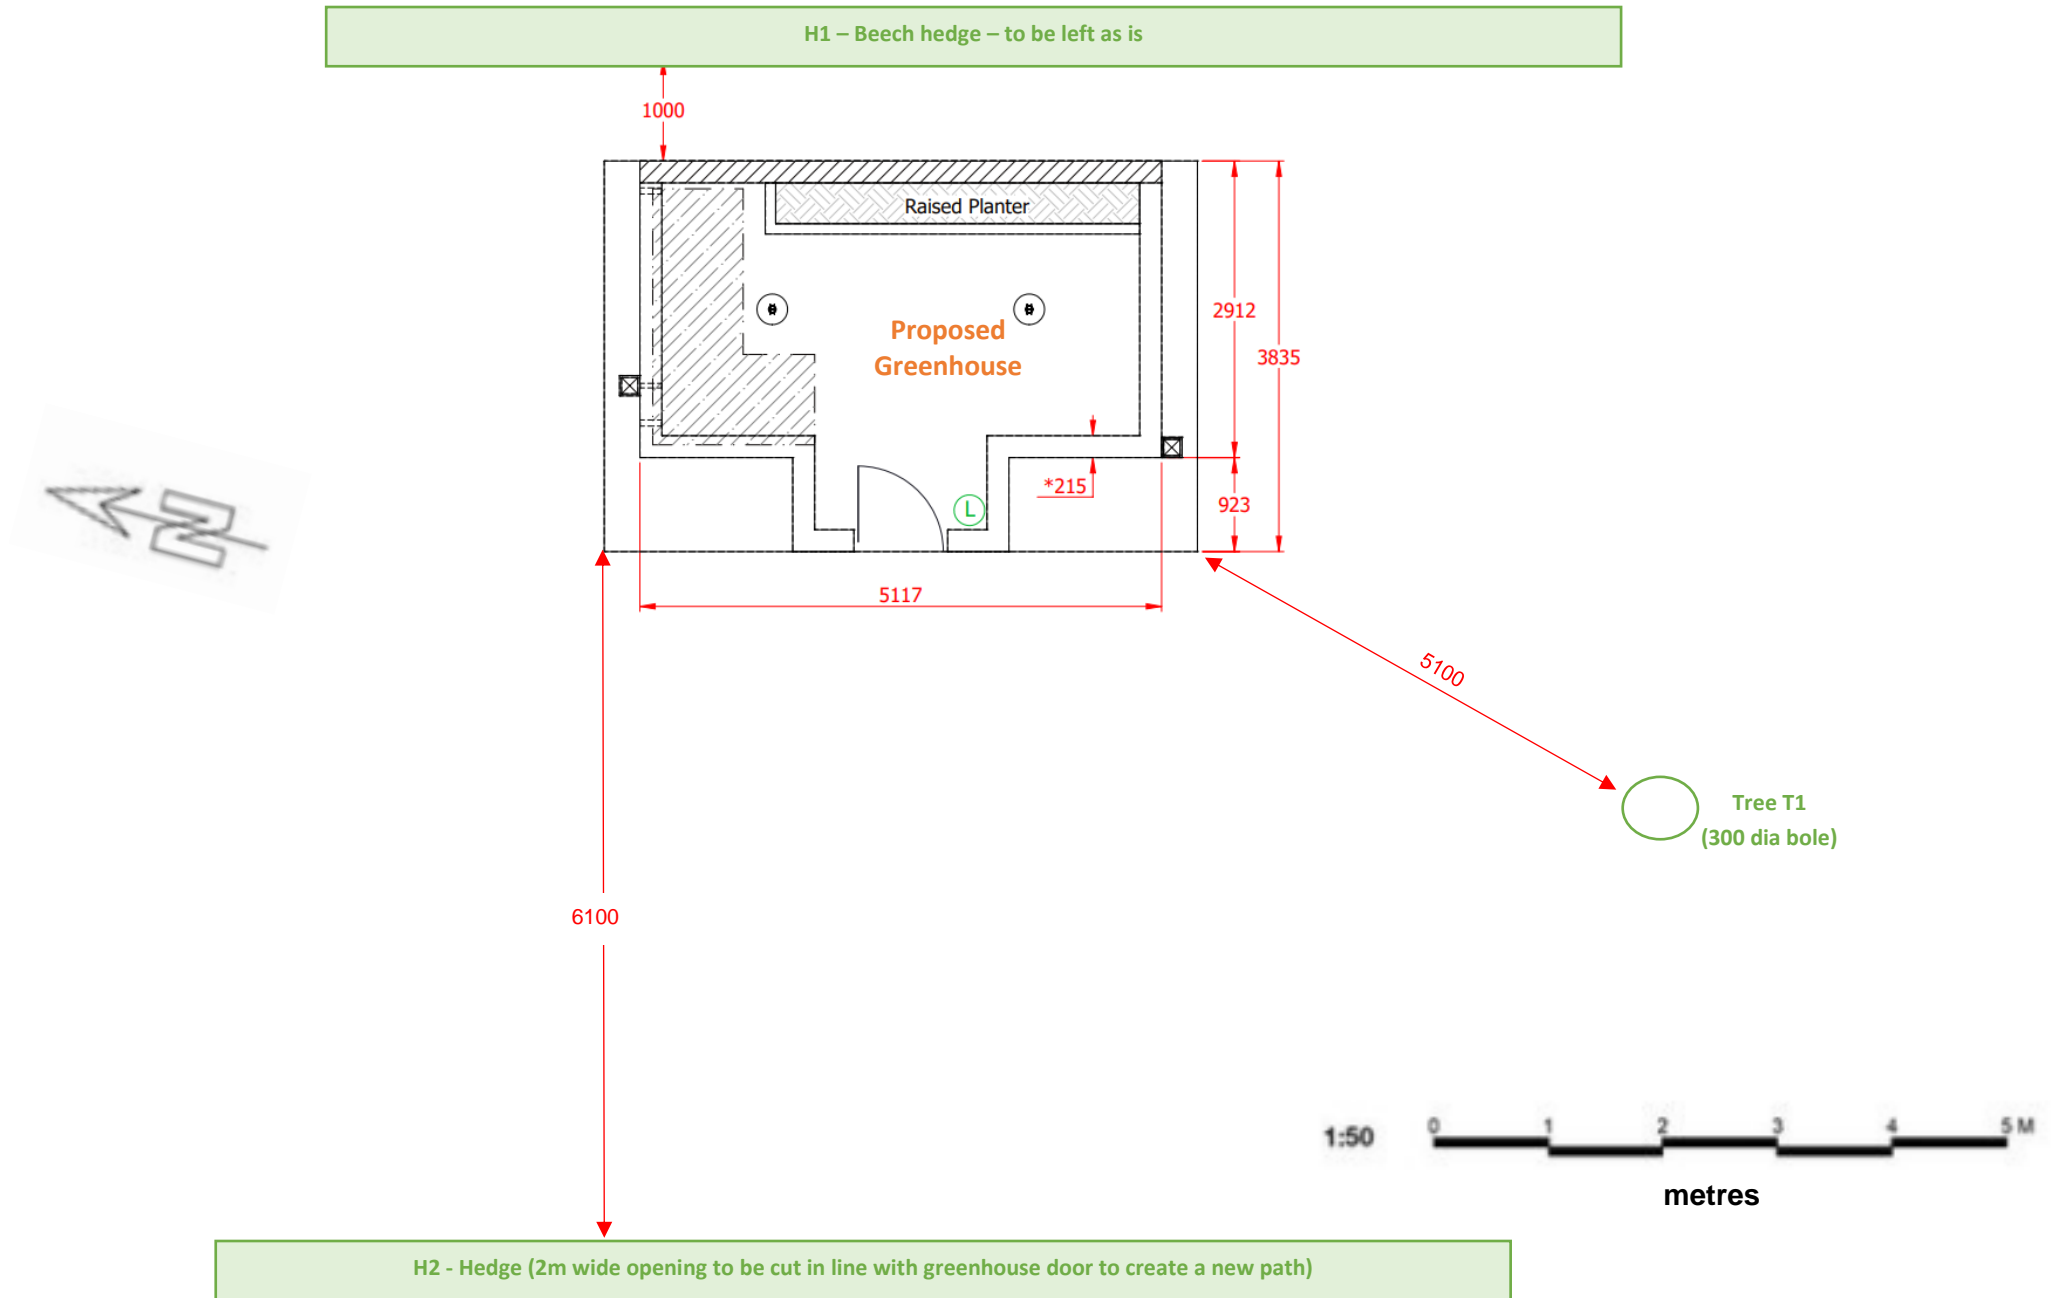 H1 – Beech hedge – to be left as is
1000
Raised Planter
2912
Proposed
Greenhouse
3835
*215
L
923
N
5117
5100
Tree T1
(300 dia bole)
6100
1:50
0 1 2 3 4 5 M
metres
H2 - Hedge (2m wide opening to be cut in line with greenhouse door to create a new path)